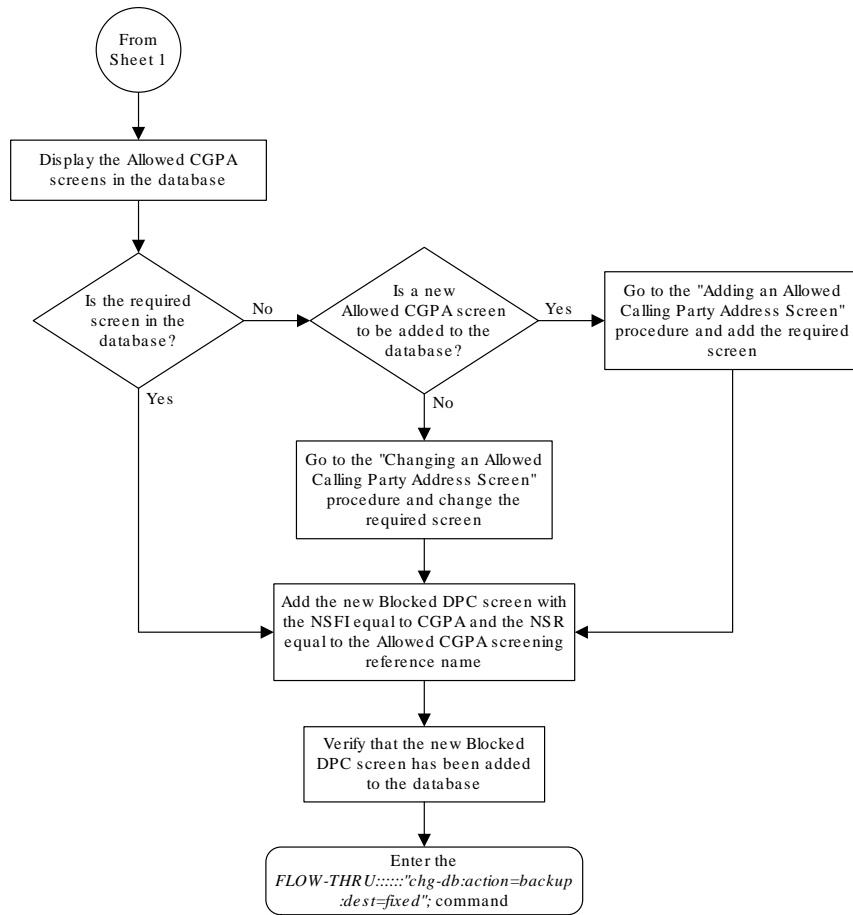 From
Sheet 1
Display the Allowed CGPA
screens in the database
Is the required
screen in the
database?
No
Yes
Is a new
Allowed CGPA screen
to be added to the
database?
Yes
No
Go to the "Adding an Allowed
Calling Party Address Screen"
procedure and add the required
screen
Go to the "Changing an Allowed
Calling Party Address Screen"
procedure and change the
required screen
Add the new Blocked DPC screen with
the NSFI equal to CGPA and the NSR
equal to the Allowed CGPA screening
reference name
Verify that the new Blocked
DPC screen has been added
to the database
Enter the
FLOW-THRU::::::"chg-db:action=backup
:dest=fixed"; command